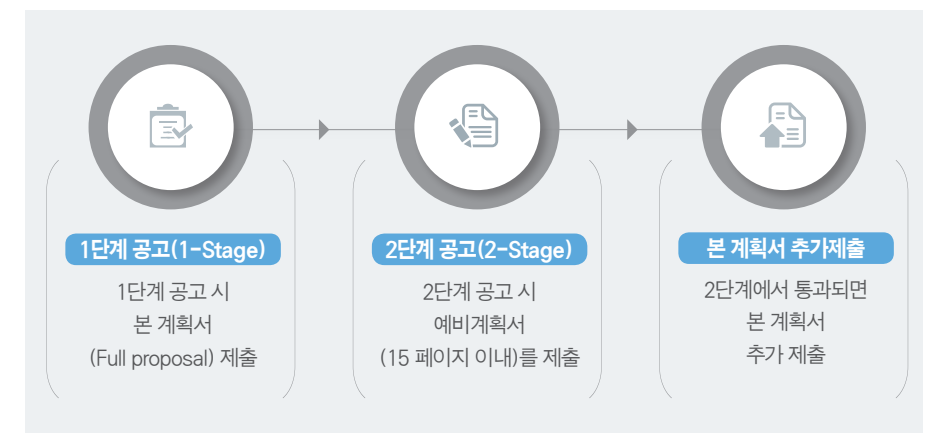 1단계 공고(1-Stage)
1단계 공고 시
본 계획서
(Full proposal) 제출
2단계 공고(2-Stage)
2단계 공고 시
예비계획서
(15 페이지 이내)를 제출
본 계획서 추가제출
2단계에서 통과되면
본 계획서
추가 제출